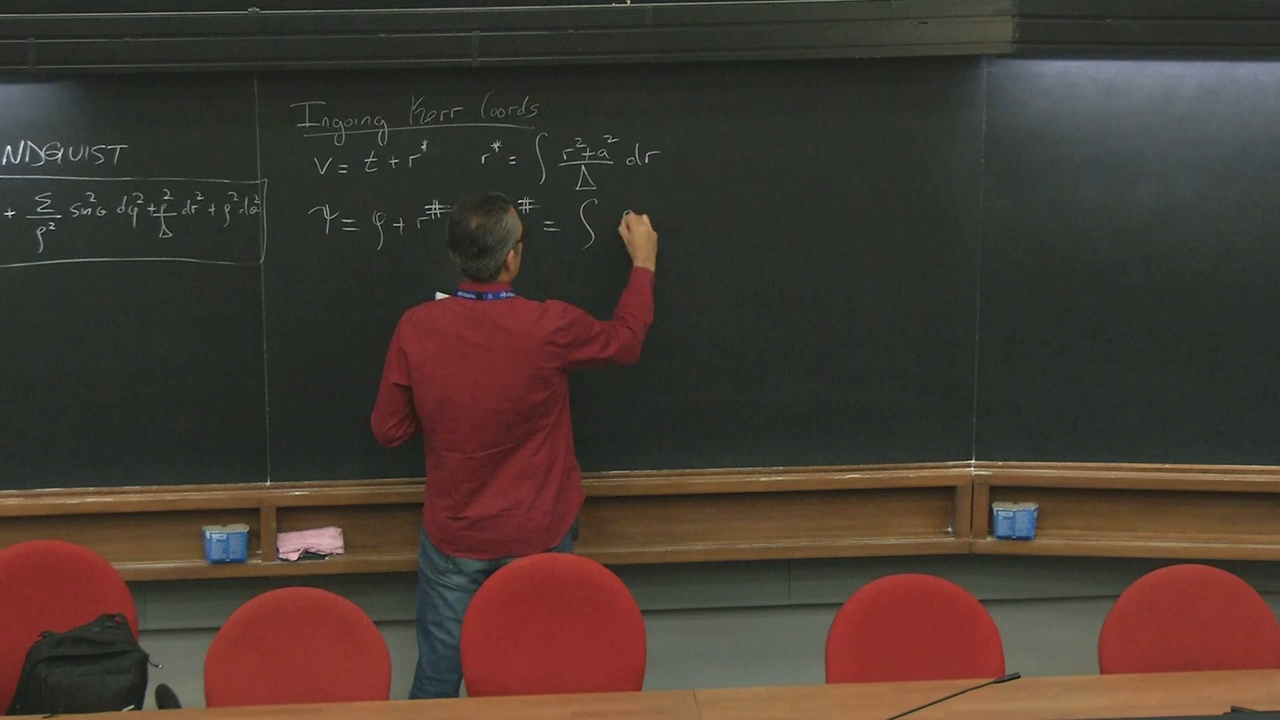 NDQUIST
+ Σ/ρ² sin²θ dφ² + ρ²/Δ dr² + ρ² dθ²
Ingoing Kerr Coords
v = t + r* r* = ∫ (r²+a²)/Δ dr
ψ = φ + r^# # = ∫